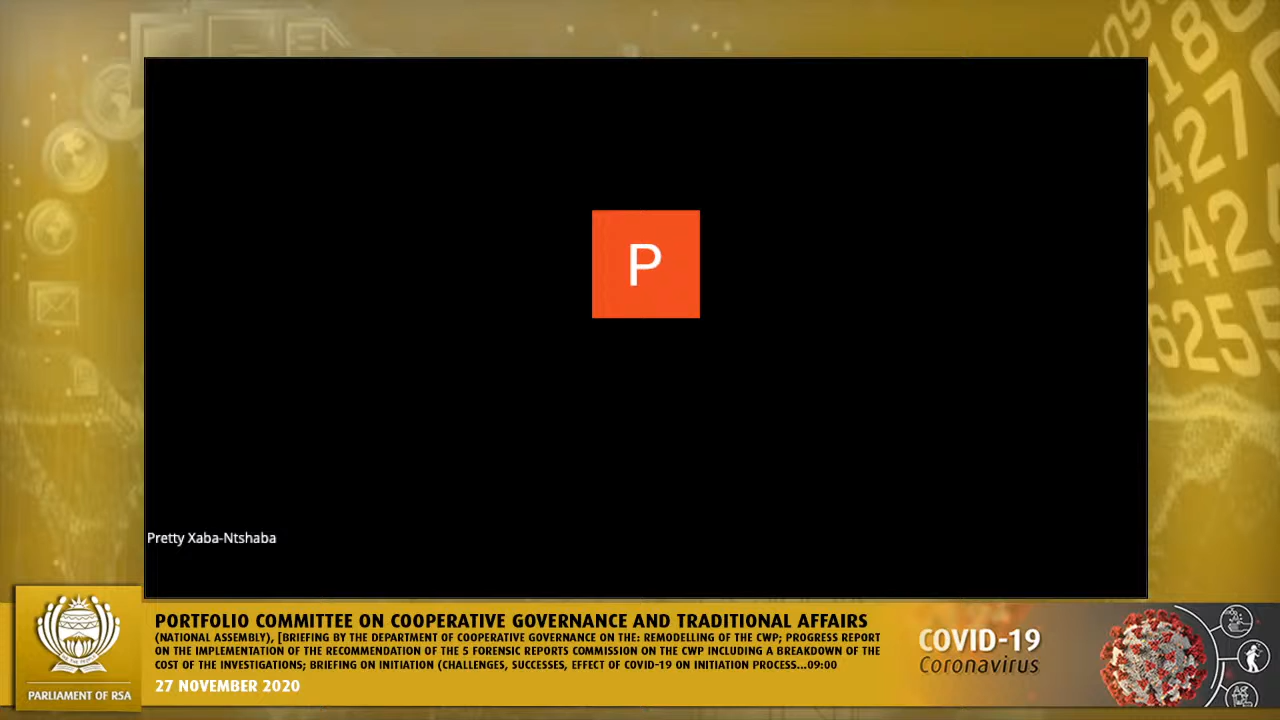 P
Pretty Xaba-Ntshaba
PORTFOLIO COMMITTEE ON COOPERATIVE GOVERNANCE AND TRADITIONAL AFFAIRS
(NATIONAL ASSEMBLY), [BRIEFING BY THE DEPARTMENT OF COOPERATIVE GOVERNANCE ON THE: REMODELLING OF THE CWP; PROGRESS REPORT
ON THE IMPLEMENTATION OF THE RECOMMENDATION OF THE 5 FORENSIC REPORTS COMMISSION ON THE CWP INCLUDING A BREAKDOWN OF THE
COST OF THE INVESTIGATIONS; BRIEFING ON INITIATION (CHALLENGES, SUCCESSES, EFFECT OF COVID-19 ON INITIATION PROCESS...09:00
27 NOVEMBER 2020
PARLIAMENT OF RSA
COVID-19
Coronavirus